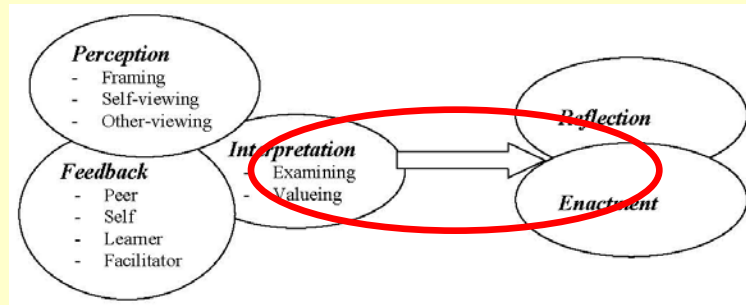 Perception
- Framing
- Self-viewing
- Other-viewing
Feedback
- Peer
- Self
- Learner
- Facilitator
Interpretation
- Examining
- Valueing
Reflection
Enactment